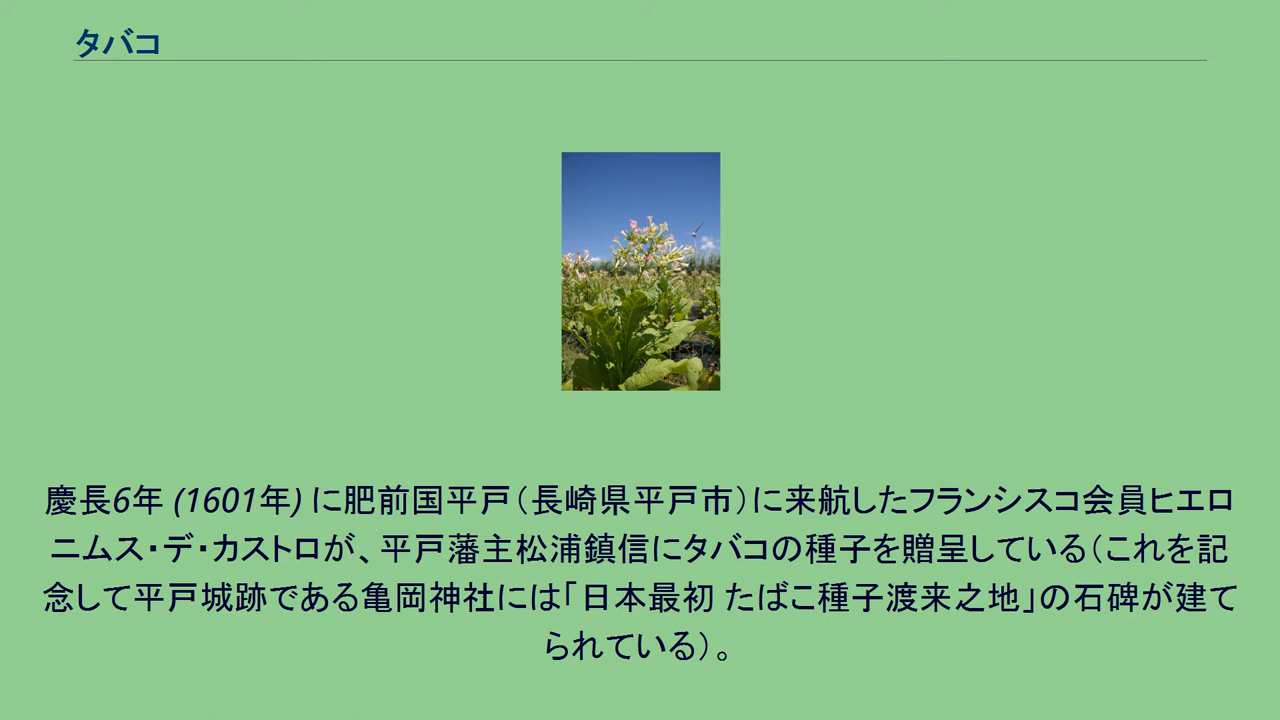 タバコ
慶長6年 (1601年) に肥前国平戸（長崎県平戸市）に来航したフランシスコ会員ヒエロ
ニムス・デ・カストロが、平戸藩主松浦鎮信にタバコの種子を贈呈している（これを記
念して平戸城跡である亀岡神社には「日本最初 たばこ種子渡来之地」の石碑が建て
られている）。